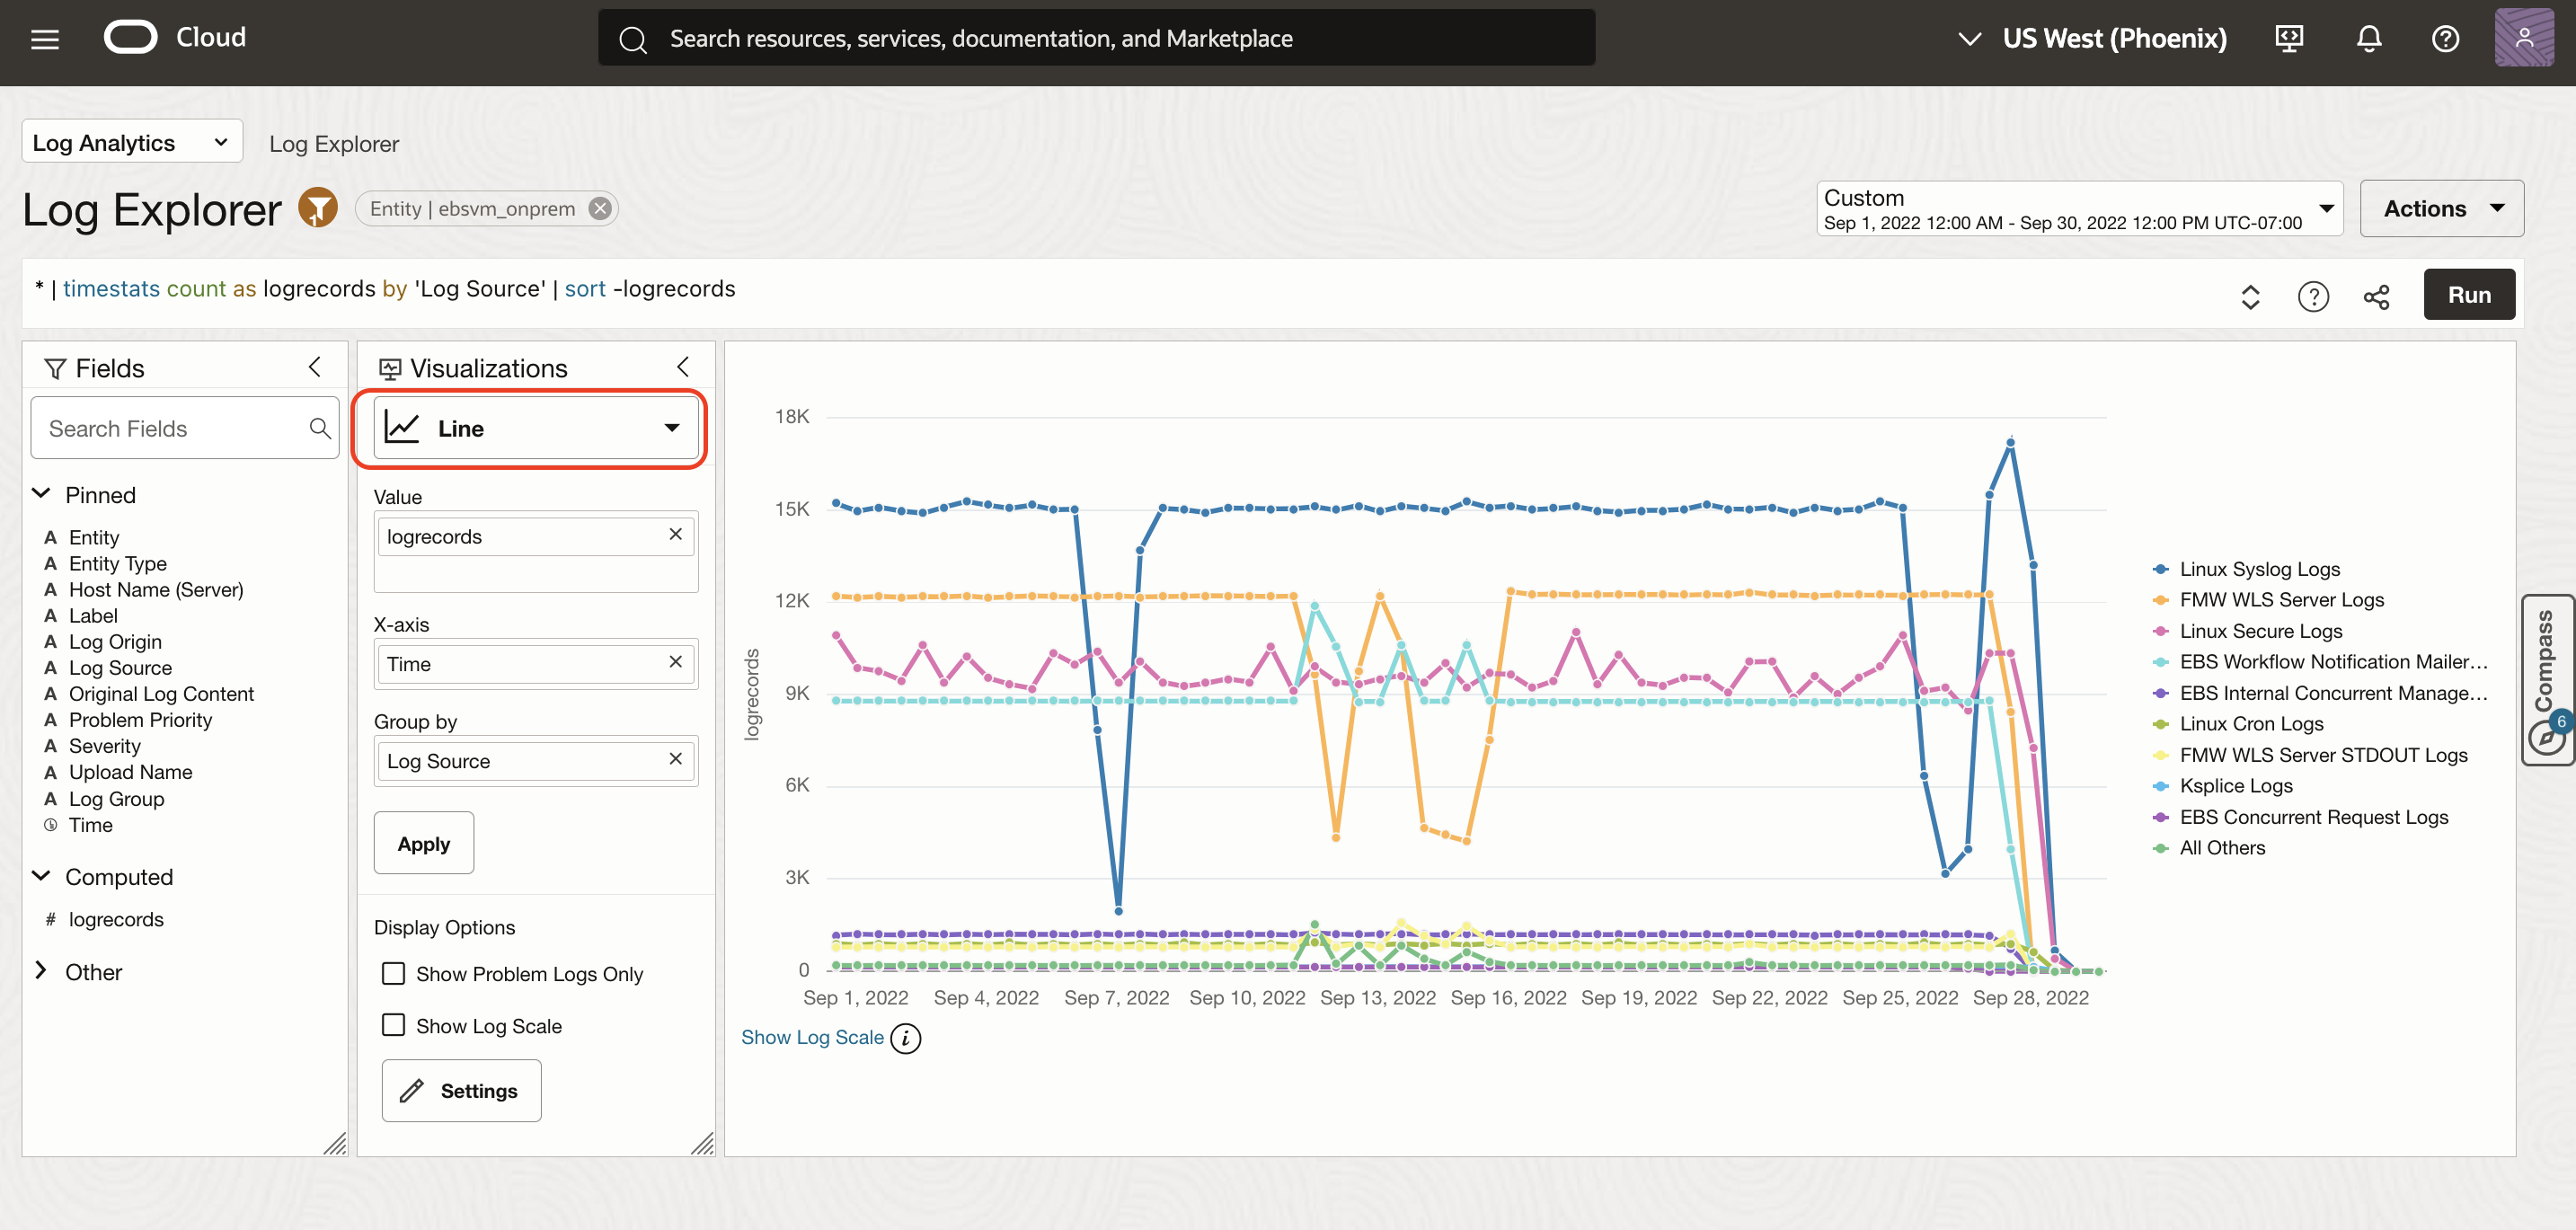 Cloud
Search resources, services, documentation, and Marketplace
US West (Phoenix)
Log Analytics
Log Explorer
Log Explorer
1
Entity | ebsvm_onprem
Custom
Sep 1, 2022 12:00 AM - Sep 30, 2022 12:00 PM UTC-07:00
Actions
* | timestats count as logrecords by 'Log Source' | sort -logrecords
Run
Fields
Search Fields
Pinned
A Entity
A Entity Type
A Host Name (Server)
A Label
A Log Origin
A Log Source
A Original Log Content
A Problem Priority
A Severity
A Upload Name
A Log Group
Time
Computed
# logrecords
Other
Visualizations
Line
Value
logrecords
X-axis
Time
Group by
Log Source
Apply
Display Options
Show Problem Logs Only
Show Log Scale
Settings
logrecords
18K
15K
12K
9K
6K
3K
0
Sep 1, 2022
Sep 4, 2022
Sep 7, 2022
Sep 10, 2022
Sep 13, 2022
Sep 16, 2022
Sep 19, 2022
Sep 22, 2022
Sep 25, 2022
Sep 28, 2022
Show Log Scale
Linux Syslog Logs
FMW WLS Server Logs
Linux Secure Logs
EBS Workflow Notification Mailer...
EBS Internal Concurrent Manage...
Linux Cron Logs
FMW WLS Server STDOUT Logs
Ksplice Logs
EBS Concurrent Request Logs
All Others
Compass
6